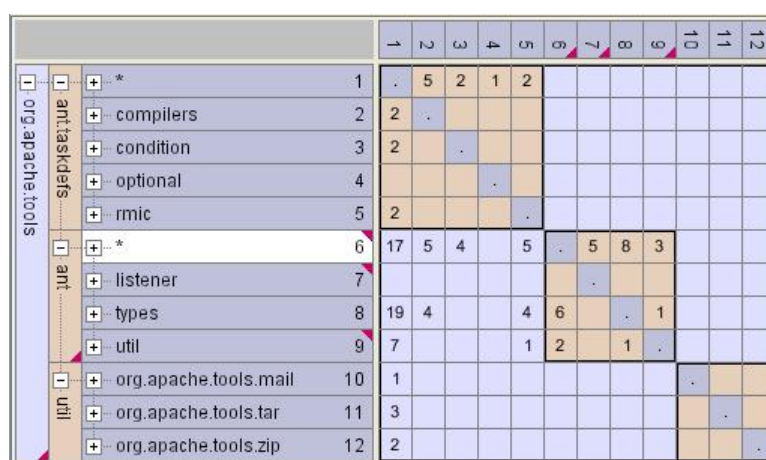 1 2 3 4 5 6 7 8 9 10 11 12
org.apache.tools
ant.taskdefs
* 1 . 5 2 1 2
compilers 2 2 .
condition 3 2 .
optional 4 .
rmic 5 2 .
ant
* 6 17 5 4 5 . 5 8 3
listener 7 .
types 8 19 4 4 6 . 1
util 9 7 1 2 1 .
util
org.apache.tools.mail 10 1 .
org.apache.tools.tar 11 3 .
org.apache.tools.zip 12 2 .